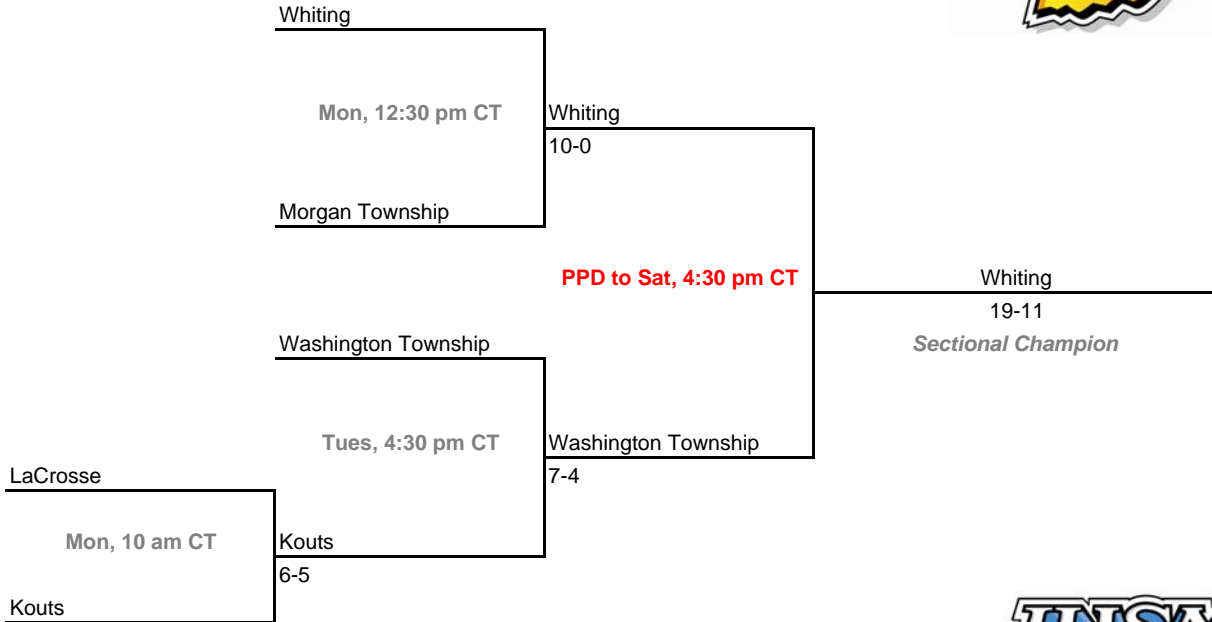 Whiting
Mon, 12:30 pm CT
Whiting
10-0
Morgan Township
PPD to Sat, 4:30 pm CT
Whiting
19-11
Sectional Champion
Washington Township
Tues, 4:30 pm CT
Washington Township
7-4
LaCrosse
Mon, 10 am CT
Kouts
6-5
Kouts